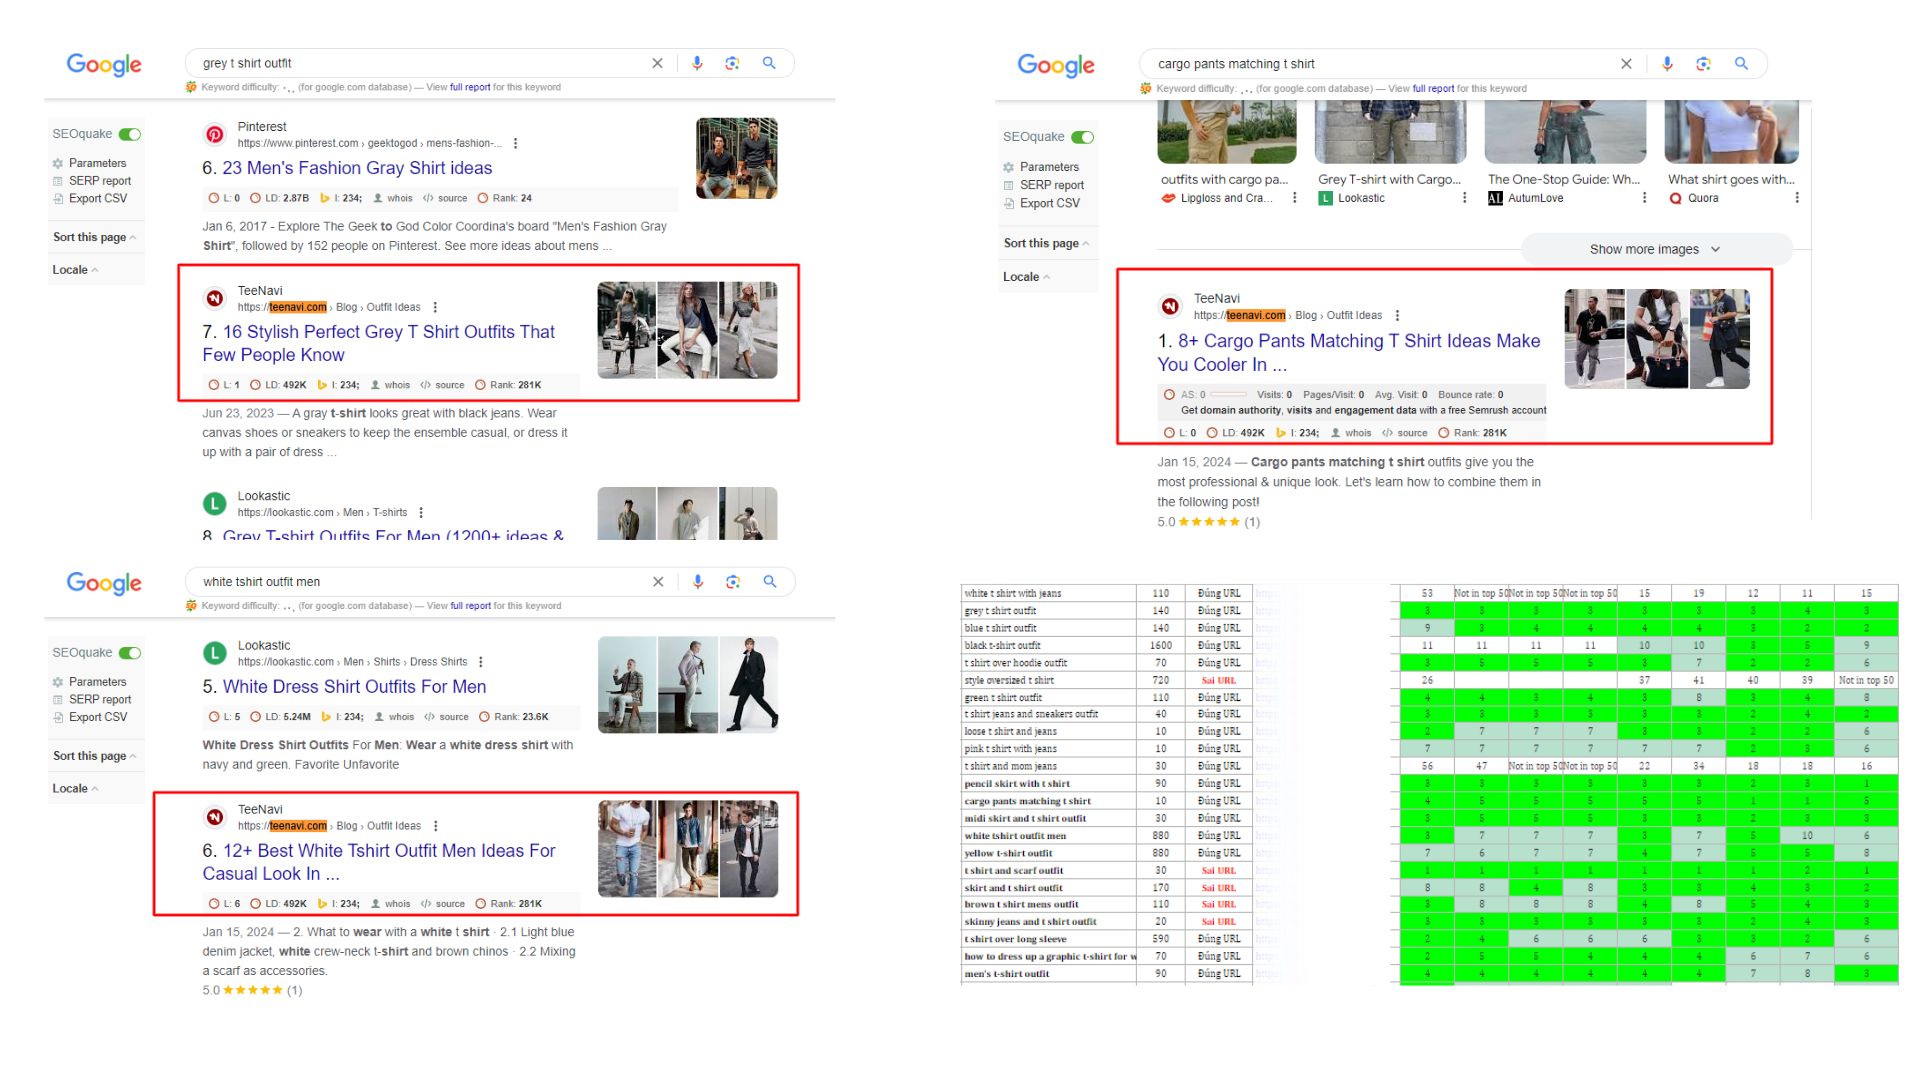 Google
grey t shirt outfit
Keyword difficulty: (for google.com database) — View full report for this keyword
SEOquake
Parameters
SERP report
Export CSV
Sort this page
Locale
Pinterest
https://www.pinterest.com › geektogod › mens-fashion-...
6. 23 Men's Fashion Gray Shirt ideas
L: 0 LD: 2.87B I: 234; whois </> source Rank: 24
Jan 6, 2017 - Explore The Geek to God Color Coordina's board "Men's Fashion Gray
Shirt", followed by 152 people on Pinterest. See more ideas about mens ...
TeeNavi
https://teenavi.com › Blog › Outfit Ideas
7. 16 Stylish Perfect Grey T Shirt Outfits That
Few People Know
L: 1 LD: 492K I: 234; whois </> source Rank: 281K
Jun 23, 2023 — A gray t-shirt looks great with black jeans. Wear
canvas shoes or sneakers to keep the ensemble casual, or dress it
up with a pair of dress ...
Lookastic
https://lookastic.com › Men › T-shirts
8. Grey T-shirt Outfits For Men (1200+ ideas &
Google
cargo pants matching t shirt
Keyword difficulty: (for google.com database) — View full report for this keyword
SEOquake
Parameters
SERP report
Export CSV
Sort this page
Locale
outfits with cargo pa... Grey T-shirt with Cargo... The One-Stop Guide: Wh... What shirt goes with...
Lipgloss and Cra... L Lookastic AL AutumLove Quora
Show more images
TeeNavi
https://teenavi.com › Blog › Outfit Ideas
1. 8+ Cargo Pants Matching T Shirt Ideas Make
You Cooler In ...
AS: 0 Visits: 0 Pages/Visit: 0 Avg. Visit: 0 Bounce rate: 0
Get domain authority, visits and engagement data with a free Semrush account
L: 0 LD: 492K I: 234; whois </> source Rank: 281K
Jan 15, 2024 — Cargo pants matching t shirt outfits give you the
most professional & unique look. Let's learn how to combine them in
the following post!
5.0 ★★★★★ (1)
Google
white tshirt outfit men
Keyword difficulty: (for google.com database) — View full report for this keyword
SEOquake
Parameters
SERP report
Export CSV
Sort this page
Locale
Lookastic
https://lookastic.com › Men › Shirts › Dress Shirts
5. White Dress Shirt Outfits For Men
L: 5 LD: 5.24M I: 234; whois </> source Rank: 23.6K
White Dress Shirt Outfits For Men: Wear a white dress shirt with
navy and green. Favorite Unfavorite
TeeNavi
https://teenavi.com › Blog › Outfit Ideas
6. 12+ Best White Tshirt Outfit Men Ideas For
Casual Look In ...
L: 6 LD: 492K I: 234; whois </> source Rank: 281K
Jan 15, 2024 — 2. What to wear with a white t shirt · 2.1 Light blue
denim jacket, white crew-neck t-shirt and brown chinos · 2.2 Mixing
a scarf as accessories.
5.0 ★★★★★ (1)
white t shirt with jeans 110 Đúng URL 53 Not in top 50 Not in top 50 Not in top 50 15 19 12 11 15
grey t shirt outfit 140 Đúng URL 3 3 3 3 3 3 3 4 3
blue t shirt outfit 140 Đúng URL 9 3 4 4 4 4 3 2 2
black t-shirt outfit 1600 Đúng URL 11 11 11 11 10 10 3 5 9
t shirt over hoodie outfit 70 Đúng URL 3 5 5 5 3 7 2 2 6
style oversized t shirt 720 Sai URL 26 37 41 40 39 Not in top 50
green t shirt outfit 110 Đúng URL 4 4 3 4 3 8 3 4 8
t shirt jeans and sneakers outfit 40 Đúng URL 3 3 3 3 3 3 2 4 2
loose t shirt and jeans 10 Đúng URL 2 7 7 7 3 3 2 2 6
pink t shirt with jeans 10 Đúng URL 7 7 7 7 7 7 2 3 6
t shirt and mom jeans 30 Đúng URL 56 47 Not in top 50 Not in top 50 22 34 18 18 16
pencil skirt with t shirt 90 Đúng URL 3 3 3 3 3 3 2 3 1
cargo pants matching t shirt 10 Đúng URL 4 5 5 5 5 5 1 1 5
midi skirt and t shirt outfit 30 Đúng URL 3 5 5 5 3 3 2 3 3
white tshirt outfit men 880 Đúng URL 3 7 7 7 3 7 5 10 6
yellow t-shirt outfit 880 Đúng URL 7 6 7 7 4 7 5 5 8
t shirt and scarf outfit 30 Sai URL 1 1 1 1 1 1 1 2 1
skirt and t shirt outfit 170 Sai URL 8 8 4 8 3 3 4 3 2
brown t shirt mens outfit 110 Sai URL 3 8 8 8 4 8 5 4 3
skinny jeans and t shirt outfit 20 Sai URL 3 3 3 3 3 3 2 4 3
t shirt over long sleeve 590 Đúng URL 2 4 6 6 6 3 3 2 6
how to dress up a graphic t-shirt for w 70 Đúng URL 2 5 5 4 4 4 6 7 6
men's t-shirt outfit 90 Đúng URL 4 4 4 4 4 4 7 8 3